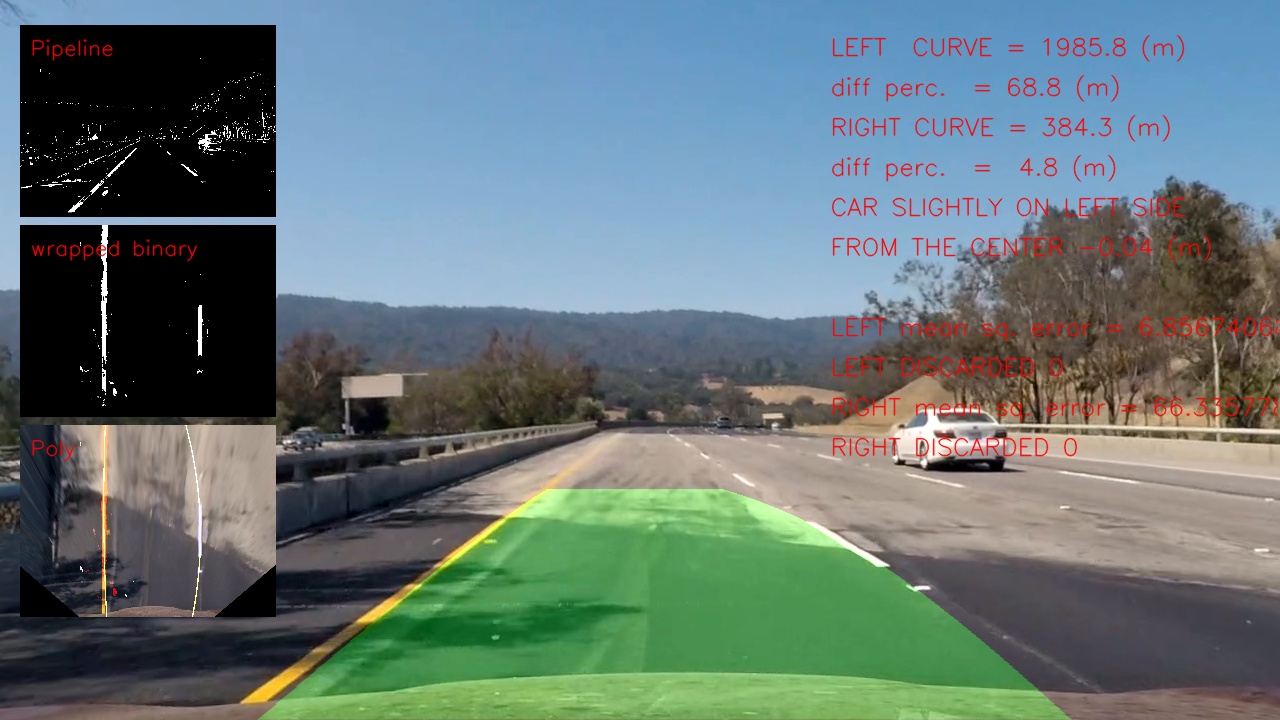 Pipeline
wrapped binary
Poly
LEFT CURVE = 1985.8 (m)
diff perc. = 68.8 (m)
RIGHT CURVE = 384.3 (m)
diff perc. = 4.8 (m)
CAR SLIGHTLY ON LEFT SIDE
FROM THE CENTER -0.04 (m)
LEFT mean sq. error = 6.8567406
LEFT DISCARDED 0
RIGHT mean sq. error = 66.33577
RIGHT DISCARDED 0